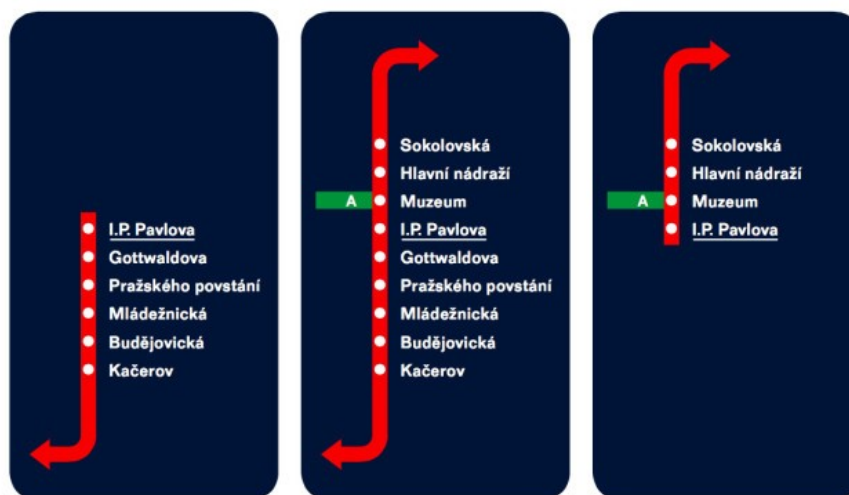 I.P. Pavlova
Gottwaldova
Pražského povstání
Mládežnická
Budějovická
Kačerov
Sokolovská
Hlavní nádraží
A Muzeum
I.P. Pavlova
Gottwaldova
Pražského povstání
Mládežnická
Budějovická
Kačerov
Sokolovská
Hlavní nádraží
A Muzeum
I.P. Pavlova